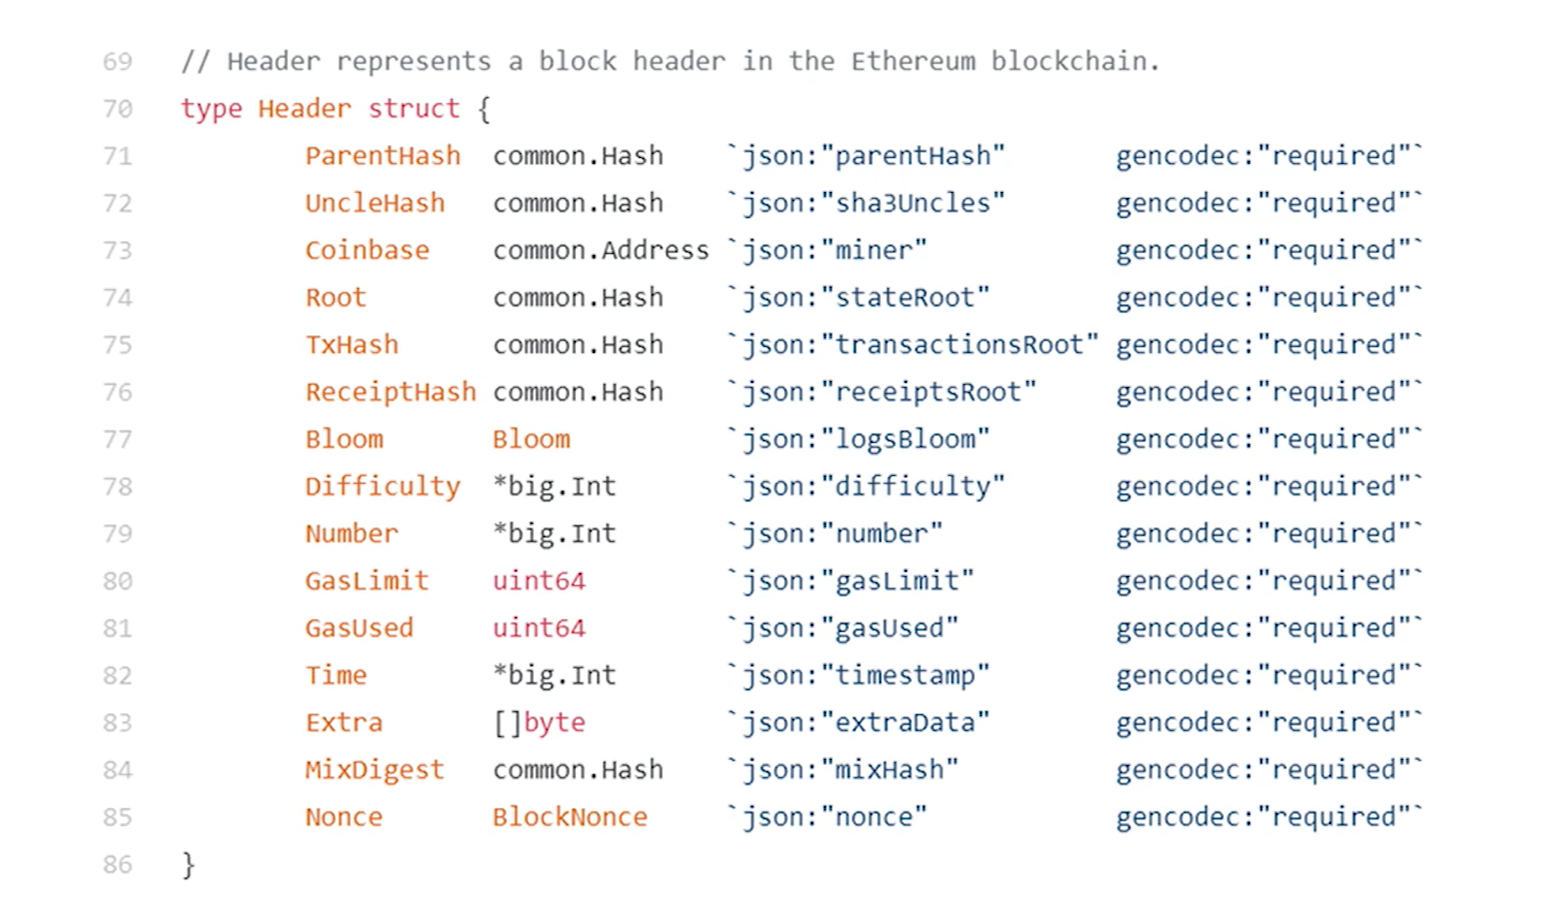 69 // Header represents a block header in the Ethereum blockchain.
70 type Header struct {
71 ParentHash common.Hash `json:"parentHash" gencodec:"required"`
72 UncleHash common.Hash `json:"sha3Uncles" gencodec:"required"`
73 Coinbase common.Address `json:"miner" gencodec:"required"`
74 Root common.Hash `json:"stateRoot" gencodec:"required"`
75 TxHash common.Hash `json:"transactionsRoot" gencodec:"required"`
76 ReceiptHash common.Hash `json:"receiptsRoot" gencodec:"required"`
77 Bloom Bloom `json:"logsBloom" gencodec:"required"`
78 Difficulty *big.Int `json:"difficulty" gencodec:"required"`
79 Number *big.Int `json:"number" gencodec:"required"`
80 GasLimit uint64 `json:"gasLimit" gencodec:"required"`
81 GasUsed uint64 `json:"gasUsed" gencodec:"required"`
82 Time *big.Int `json:"timestamp" gencodec:"required"`
83 Extra []byte `json:"extraData" gencodec:"required"`
84 MixDigest common.Hash `json:"mixHash" gencodec:"required"`
85 Nonce BlockNonce `json:"nonce" gencodec:"required"`
86 }